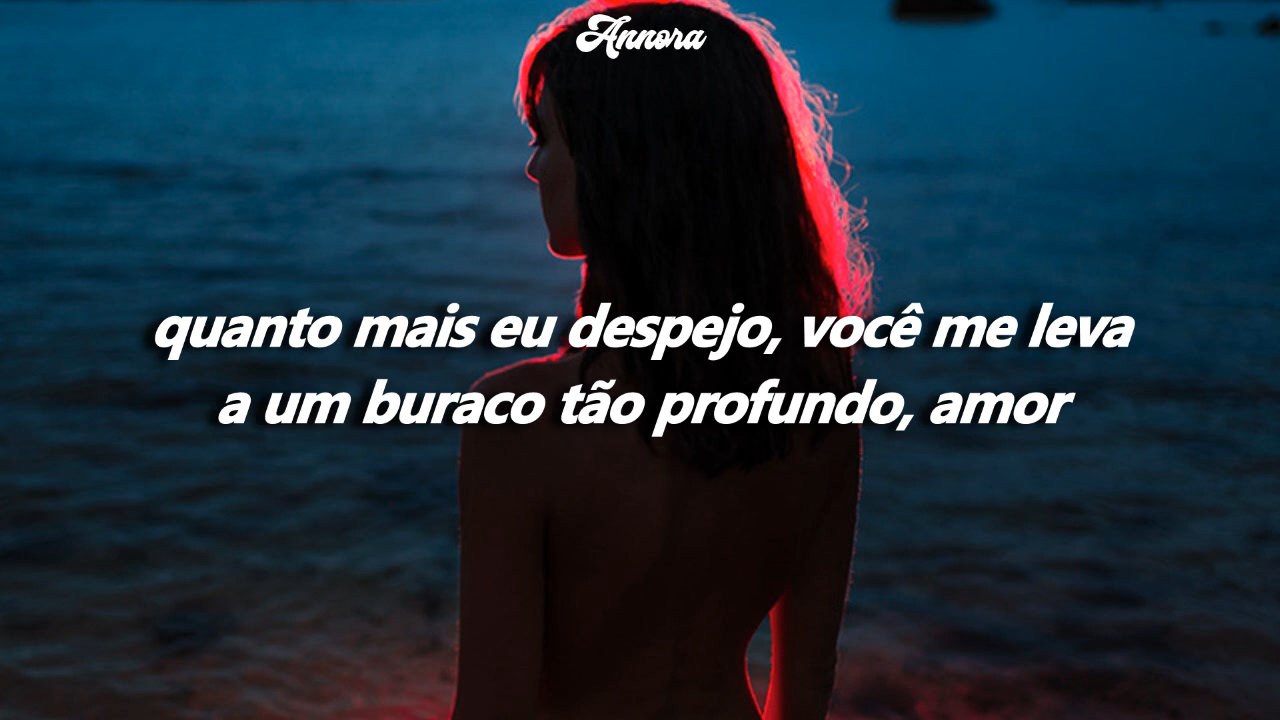 Annora
quanto mais eu despejo, você me leva
a um buraco tão profundo, amor